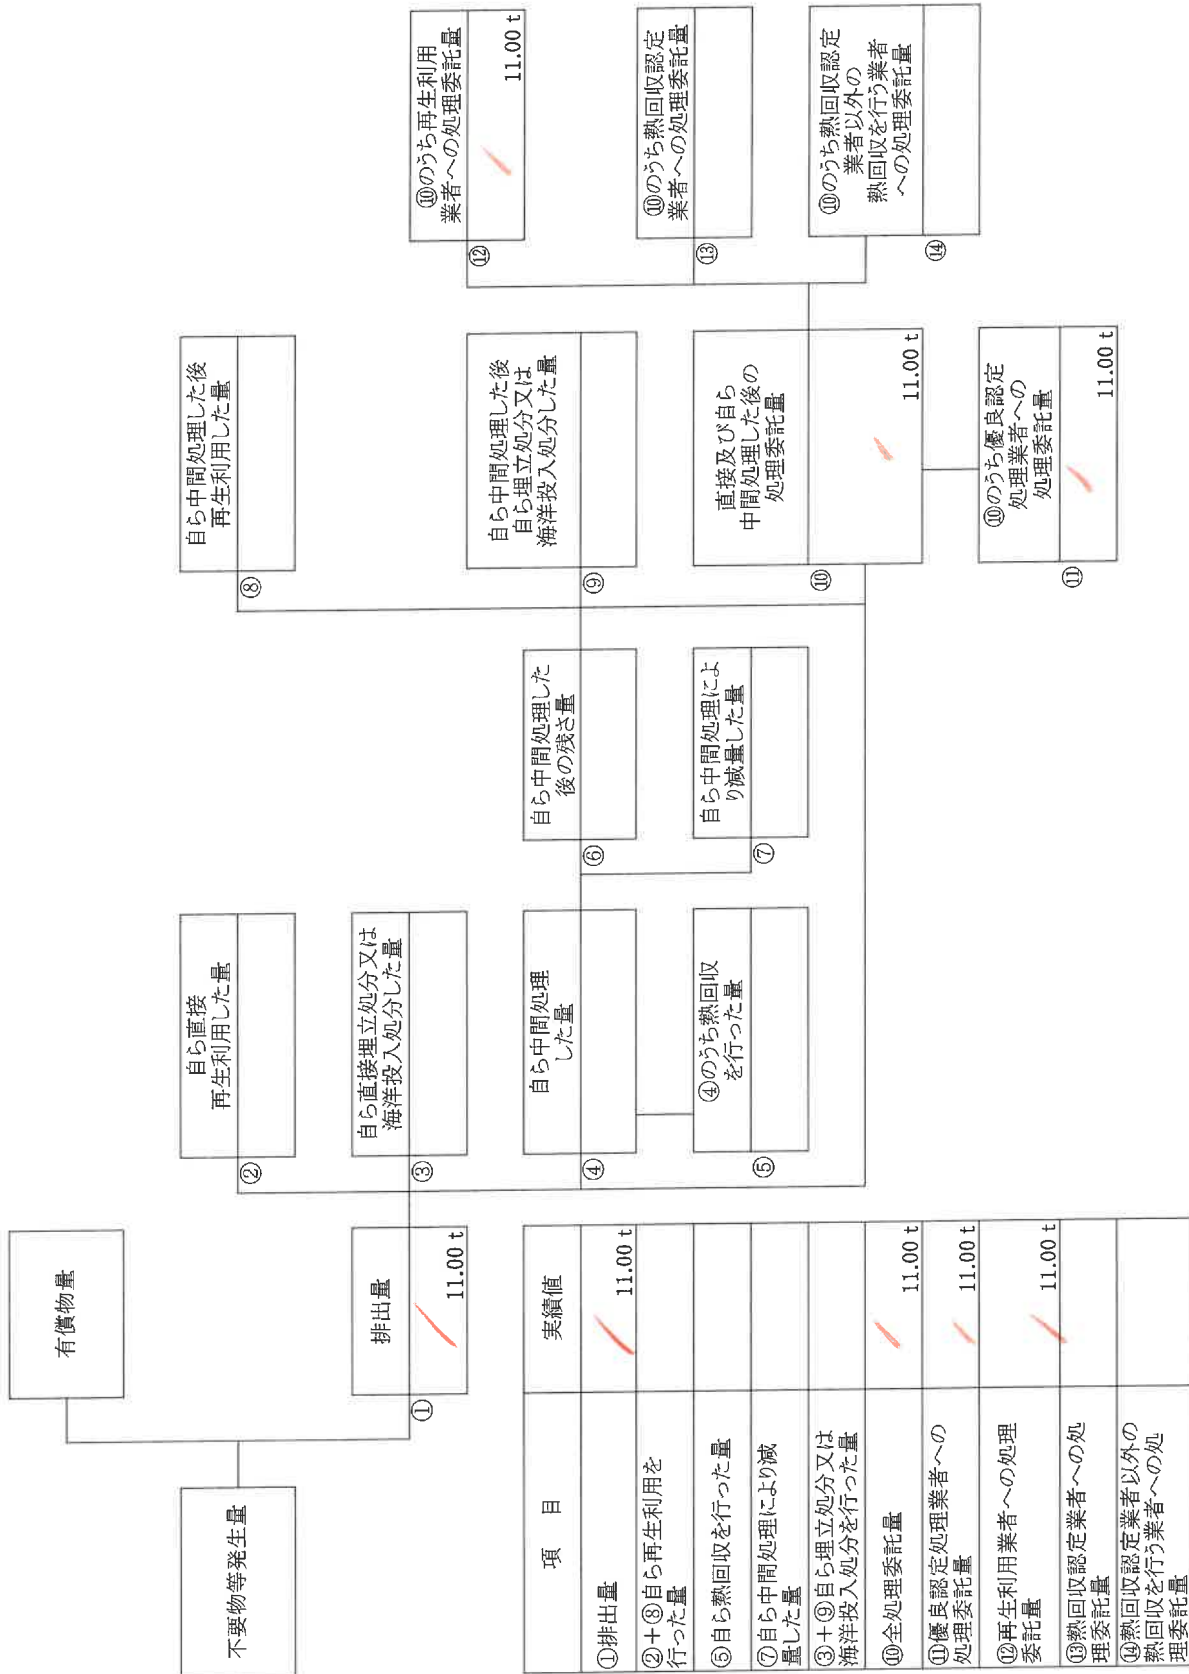 不要物等発生量
有償物量
排出量
①
11.00 t
自ら直接
再生利用した量
②
自ら直接埋立処分又は
海洋投入処分した量
③
自ら中間処理
した量
④
④のうち熱回収
を行った量
⑤
自ら中間処理した
後の残さ量
⑥
自ら中間処理によ
り減量した量
⑦
自ら中間処理した後
再生利用した量
⑧
自ら中間処理した後
自ら埋立処分又は
海洋投入処分した量
⑨
直接及び自ら
中間処理した後の
処理委託量
⑩
11.00 t
⑩のうち優良認定
処理業者への
処理委託量
⑪
11.00 t
⑩のうち再生利用
業者への処理委託量
⑫
11.00 t
⑩のうち熱回収認定
業者への処理委託量
⑬
⑩のうち熱回収認定
業者以外の
熱回収を行う業者
への処理委託量
⑭
項 目
実績値
①排出量
11.00 t
②+⑧自ら再生利用を
行った量
⑤自ら熱回収を行った量
⑦自ら中間処理により減
量した量
③+⑨自ら埋立処分又は
海洋投入処分を行った量
⑩全処理委託量
11.00 t
⑪優良認定処理業者への
処理委託量
11.00 t
⑫再生利用業者への処理
委託量
11.00 t
⑬熱回収認定業者への処
理委託量
⑭熱回収認定業者以外の
熱回収を行う業者への処
理委託量